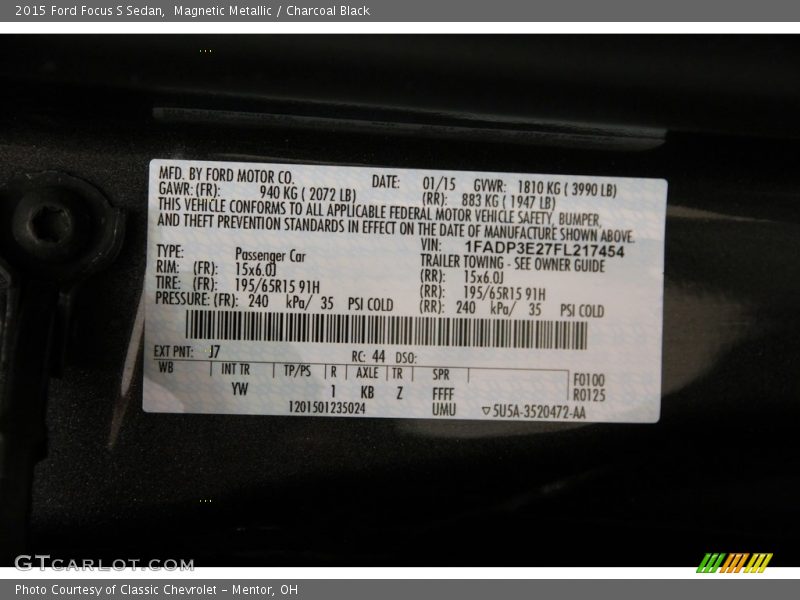 2015 Ford Focus S Sedan,  Magnetic Metallic / Charcoal Black
MFD. BY FORD MOTOR CO. DATE: 01/15 GVWR: 1810 KG ( 3990 LB)
GAWR: (FR): 940 KG ( 2072 LB) (RR): 883 KG ( 1947 LB)
THIS VEHICLE CONFORMS TO ALL APPLICABLE FEDERAL MOTOR VEHICLE SAFETY, BUMPER,
AND THEFT PREVENTION STANDARDS IN EFFECT ON THE DATE OF MANUFACTURE SHOWN ABOVE.
VIN: 1FADP3E27FL217454
TYPE: Passenger Car TRAILER TOWING - SEE OWNER GUIDE
RIM: (FR): 15x6.0J (RR): 15x6.0J
TIRE: (FR): 195/65R15 91H (RR): 195/65R15 91H
PRESSURE: (FR): 240 kPa/ 35 PSI COLD (RR): 240 kPa/ 35 PSI COLD
EXT PNT: J7 RC: 44 DSO:
WB INT TR TP/PS R AXLE TR SPR F0100
YW 1 KB Z FFFF R0125
1201501235024 UMU ▽5U5A-3520472-AA
GTCARLOT.COM
Photo Courtesy of Classic Chevrolet - Mentor, OH